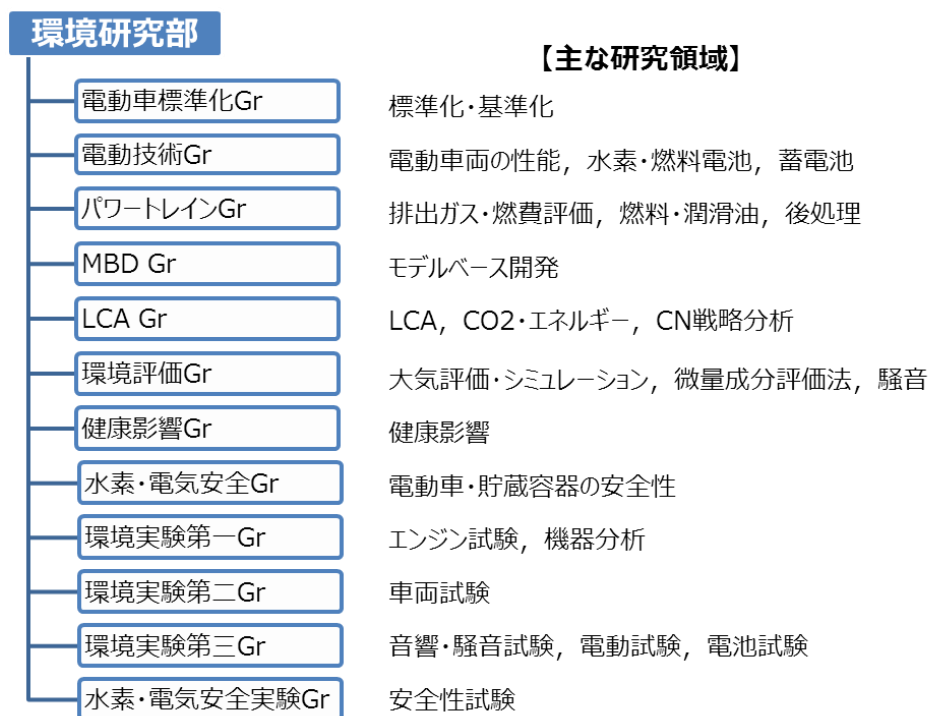 環境研究部
【主な研究領域】
電動車標準化Gr 標準化・基準化
電動技術Gr 電動車両の性能，水素・燃料電池，蓄電池
パワートレインGr 排出ガス・燃費評価，燃料・潤滑油，後処理
MBD Gr モデルベース開発
LCA Gr LCA，CO2・エネルギー，CN戦略分析
環境評価Gr 大気評価・シミュレーション，微量成分評価法，騒音
健康影響Gr 健康影響
水素・電気安全Gr 電動車・貯蔵容器の安全性
環境実験第一Gr エンジン試験，機器分析
環境実験第二Gr 車両試験
環境実験第三Gr 音響・騒音試験，電動試験，電池試験
水素・電気安全実験Gr 安全性試験